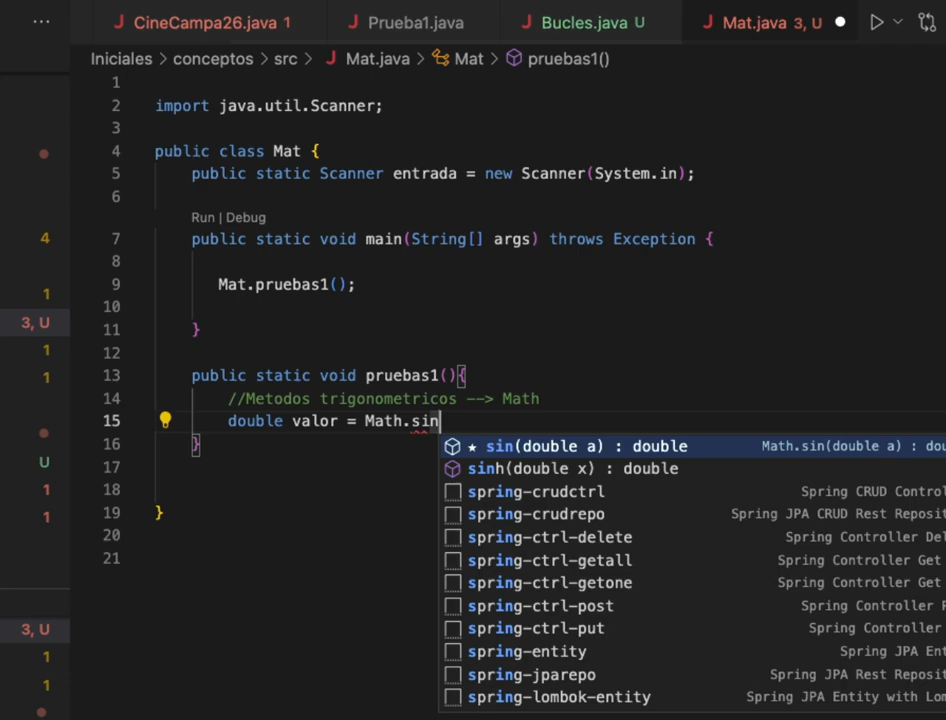 ...
CineCampa26.java 1 Prueba1.java Bucles.java U Mat.java 3, U
Iniciales > conceptos > src > Mat.java > Mat > pruebas1()
1
2 import java.util.Scanner;
3
4 public class Mat {
5 public static Scanner entrada = new Scanner(System.in);
6
Run | Debug
7 public static void main(String[] args) throws Exception {
8
9 Mat.pruebas1();
10
11 }
12
13 public static void pruebas1(){
14 //Metodos trigonometricos --> Math
15 double valor = Math.sin
16 }
17
18
19 }
20
21
sin(double a) : double Math.sin(double a) :
sinh(double x) : double
spring-crudctrl Spring CRUD
spring-crudrepo Spring JPA CRUD Rest
spring-ctrl-delete Spring Controller
spring-ctrl-getall Spring Controller Get
spring-ctrl-getone Spring Controller Get
spring-ctrl-post Spring Controller
spring-ctrl-put Spring Controller
spring-entity Spring JPA
spring-jparepo Spring JPA Rest
spring-lombok-entity Spring JPA Entity with
4
1
3, U
1
1
U
1
1
3, U
1
1